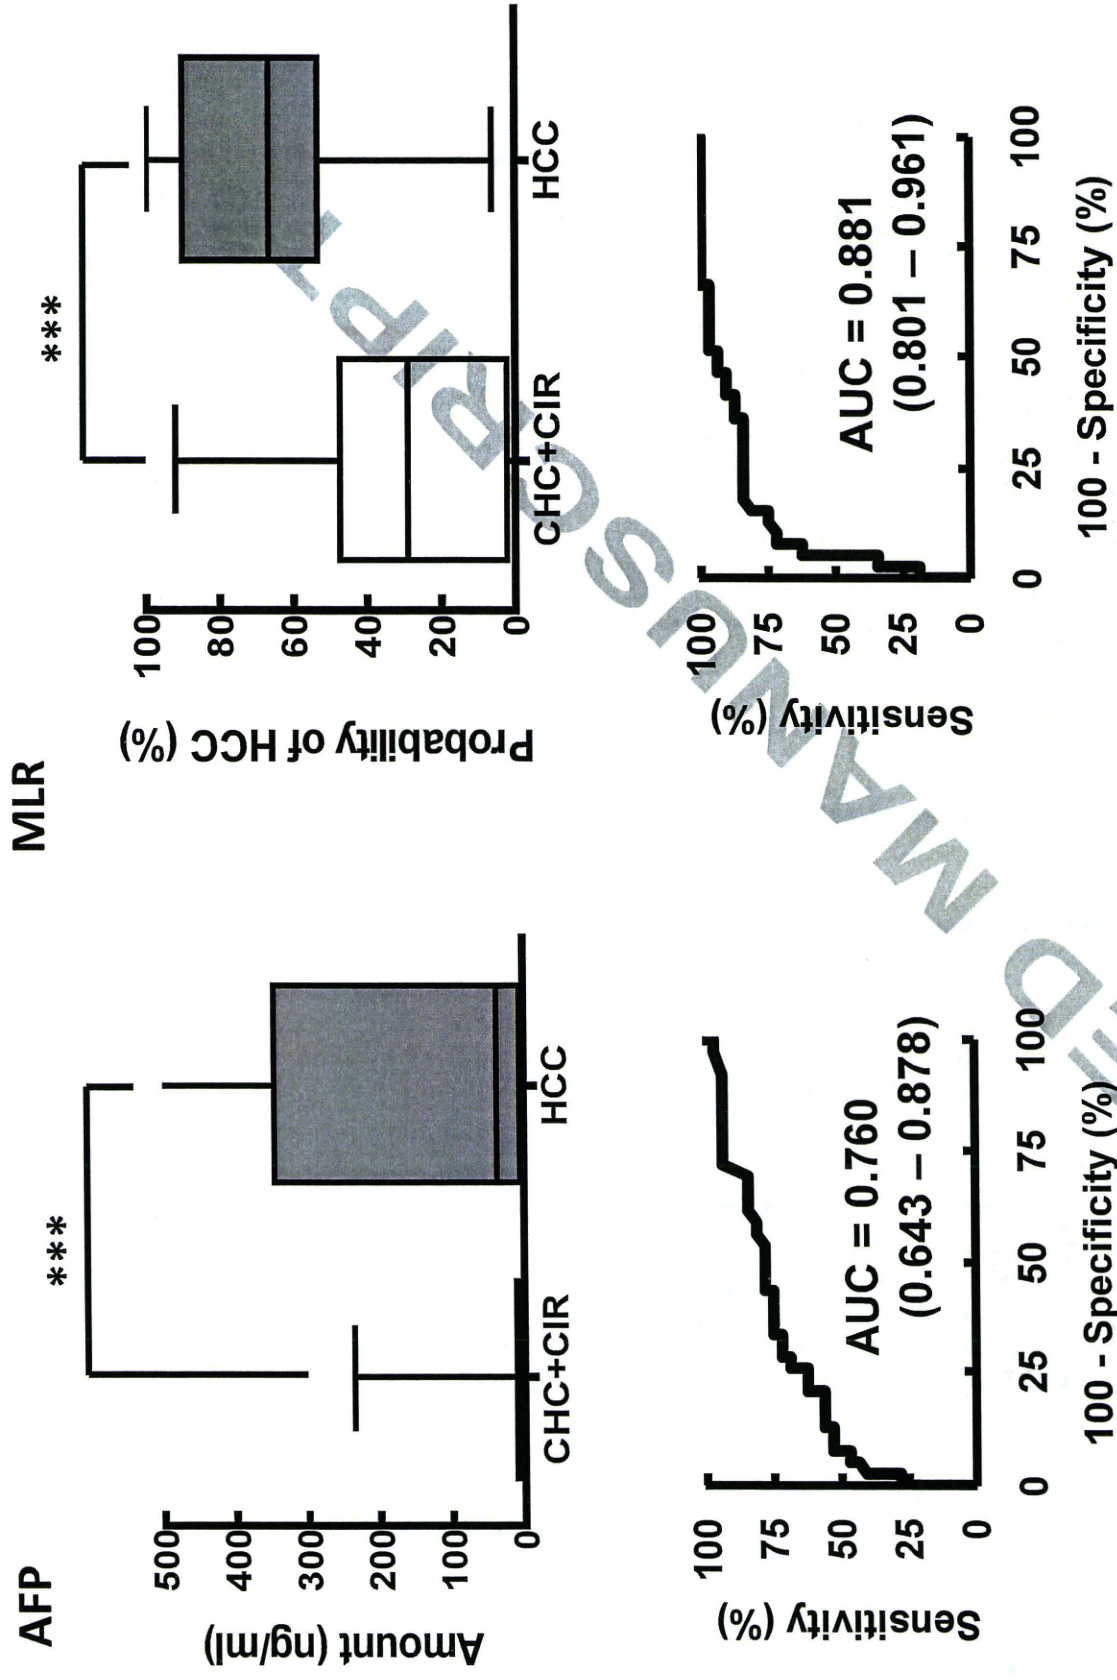 AFP
Amount (ng/ml)
500
400
300
200
100
0
***
CHC+CIR
HCC
Sensitivity (%)
100
75
50
25
0
0
25
50
75
100
100 - Specificity (%)
AUC = 0.760
(0.643 – 0.878)
MLR
Probability of HCC (%)
100
80
60
40
20
0
***
CHC+CIR
HCC
Sensitivity (%)
100
75
50
25
0
0
25
50
75
100
100 - Specificity (%)
AUC = 0.881
(0.801 – 0.961)
ED MANUSCRIPT